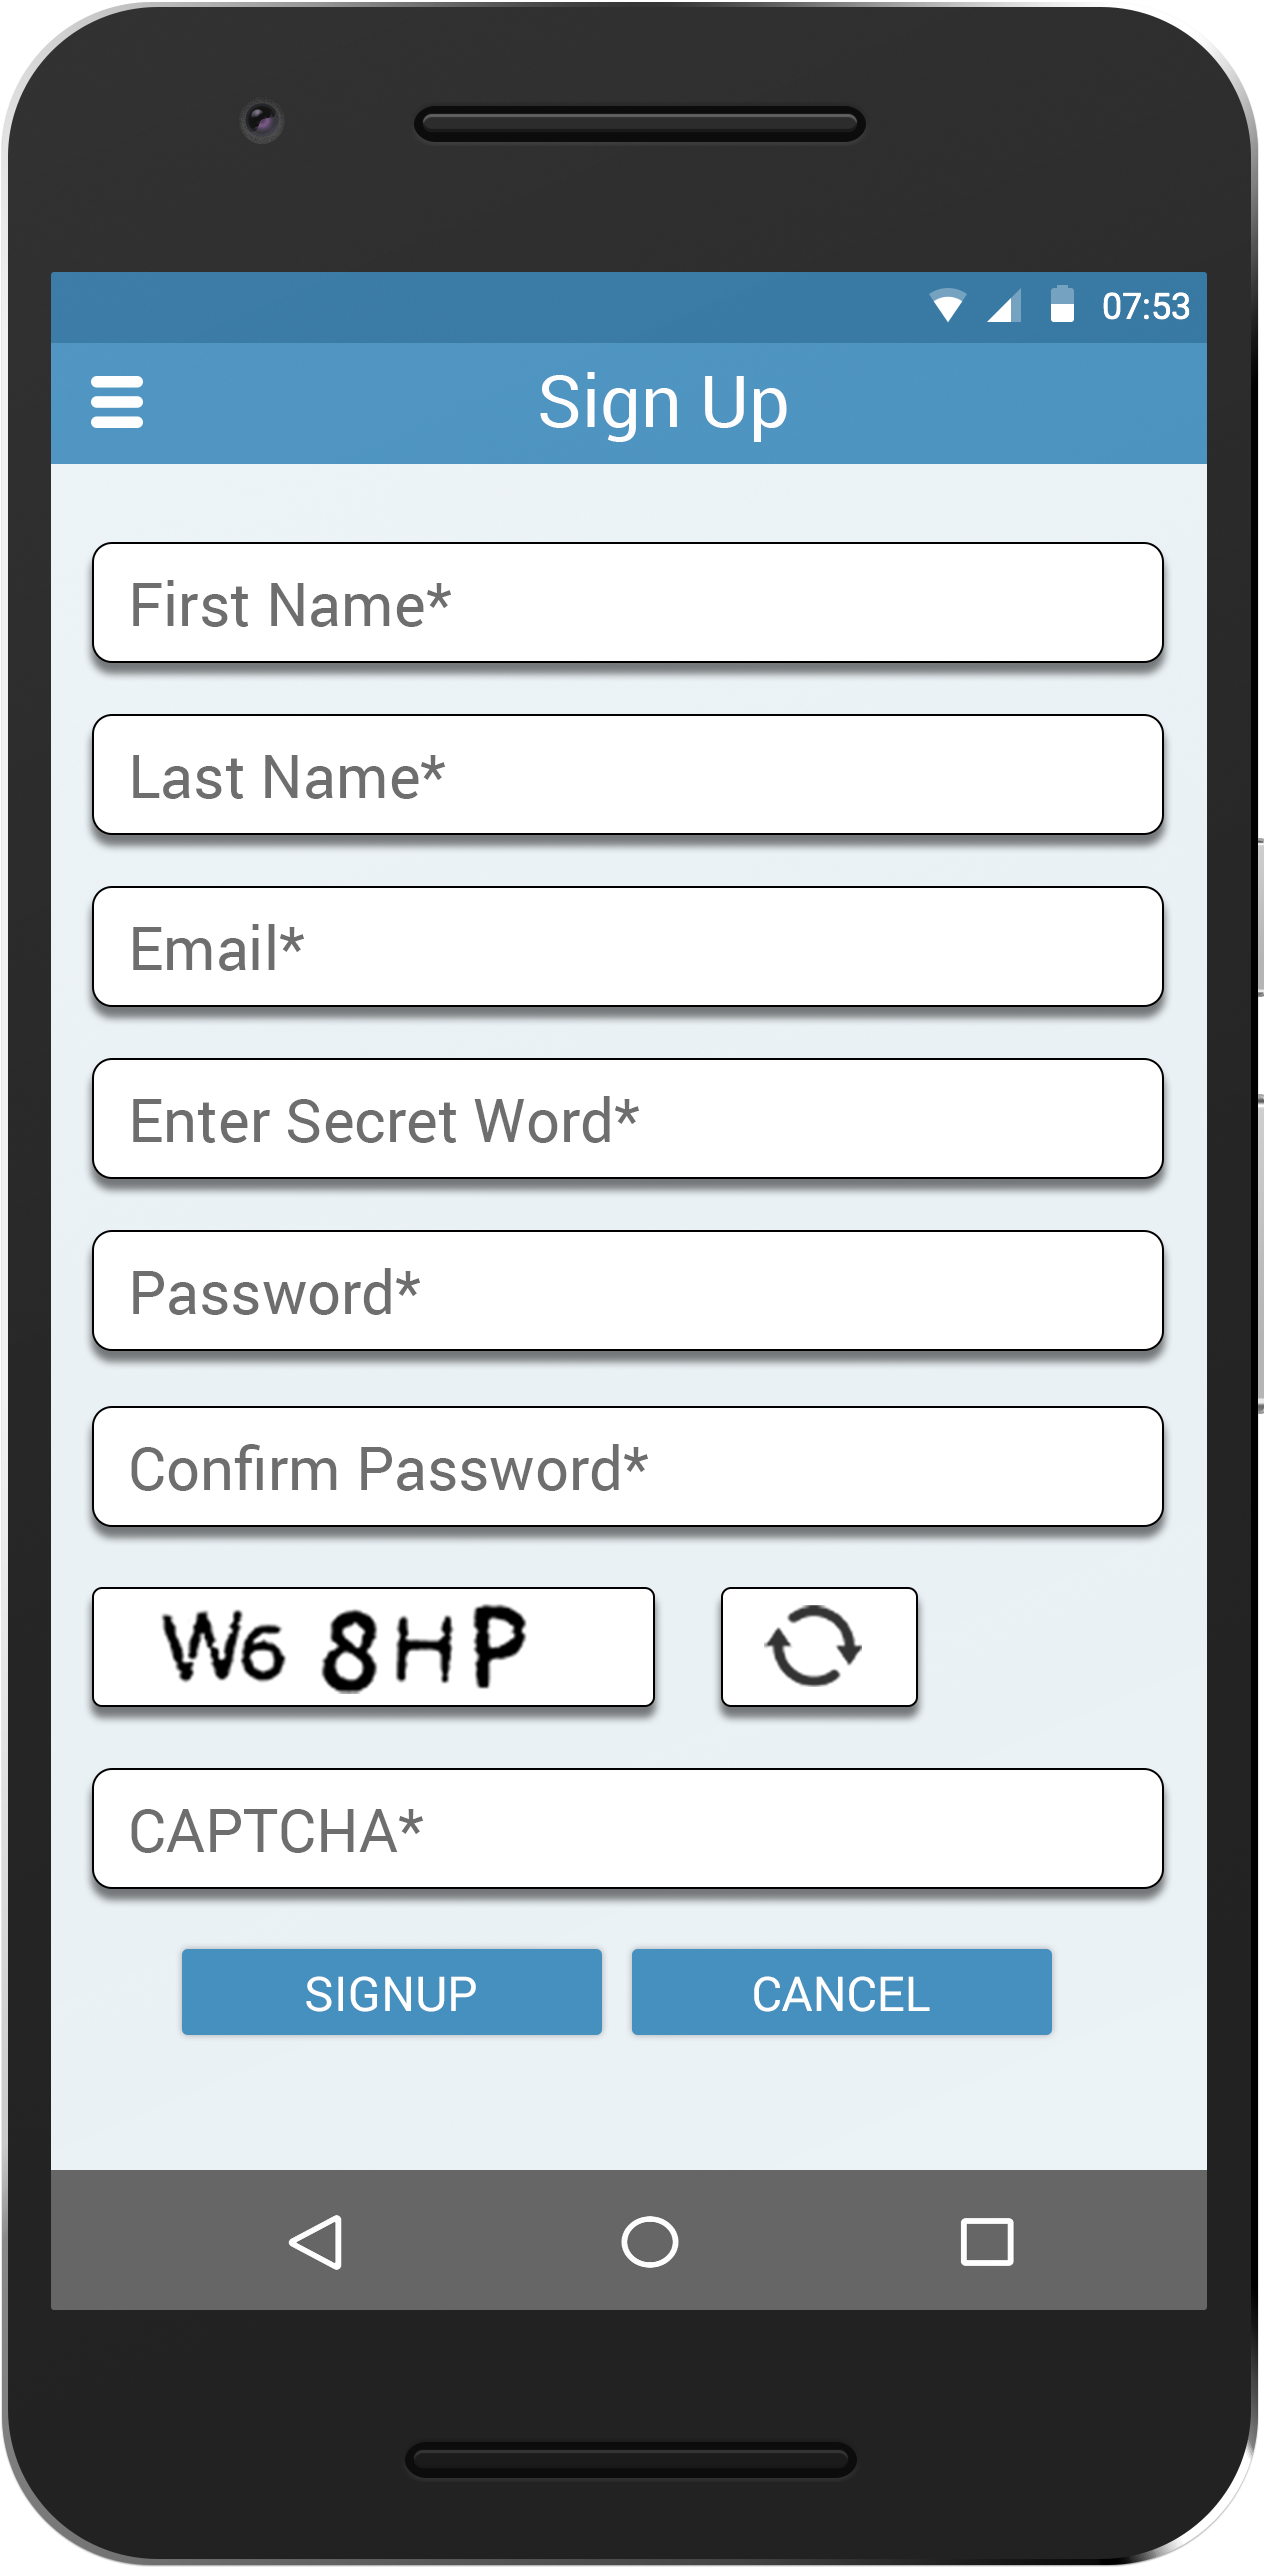 07:53
Sign Up
First Name*
Last Name*
Email*
Enter Secret Word*
Password*
Confirm Password*
W6 8HP
CAPTCHA*
SIGNUP CANCEL